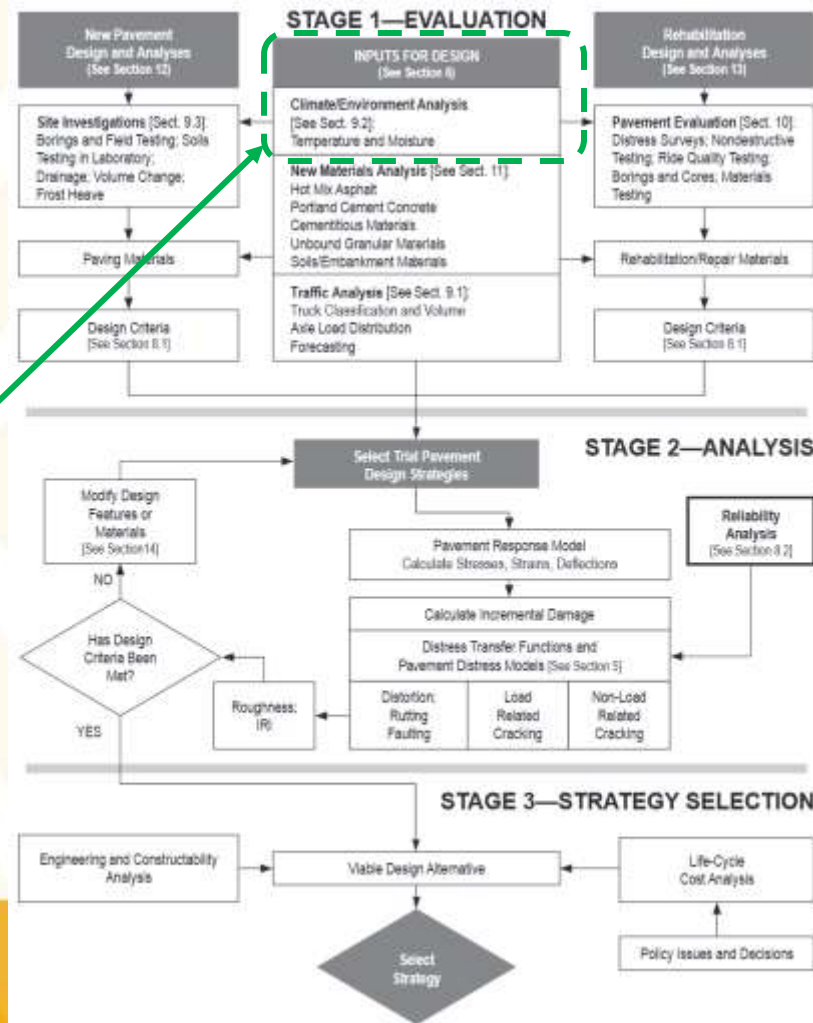 STAGE 1—EVALUATION
New Pavement
Design and Analyses
(See Section 12)
INPUTS FOR DESIGN
(See Section 8)
Rehabilitation
Design and Analyses
(See Section 13)
Site Investigations [Sect. 9.3]:
Borings and Field Testing; Soils
Testing in Laboratory;
Drainage; Volume Change;
Frost Heave
Climate/Environment Analysis
[See Sect. 9.2]:
Temperature and Moisture
Pavement Evaluation [Sect. 10]:
Distress Surveys; Nondestructive
Testing; Ride Quality Testing;
Borings and Cores; Materials
Testing
New Materials Analysis [See Sect. 11]:
Hot Mix Asphalt
Portland Cement Concrete
Cementitious Materials
Unbound Granular Materials
Soils/Embankment Materials
Paving Materials
Rehabilitation/Repair Materials
Traffic Analysis [See Sect. 9.1]:
Truck Classification and Volume
Axle Load Distribution
Forecasting
Design Criteria
[See Section 8.1]
Design Criteria
[See Section 8.1]
STAGE 2—ANALYSIS
Select Trial Pavement
Design Strategies
Modify Design
Features or
Materials
[See Section14]
Reliability
Analysis
[See Section 8.2]
Pavement Response Model
Calculate Stresses, Strains, Deflections
NO
Calculate Incremental Damage
Has Design
Criteria Been
Met?
Distress Transfer Functions and
Pavement Distress Models [See Section 5]
Roughness;
IRI
Distortion;
Rutting
Faulting
Load
Related
Cracking
Non-Load
Related
Cracking
YES
STAGE 3—STRATEGY SELECTION
Engineering and Constructability
Analysis
Viable Design Alternative
Life-Cycle
Cost Analysis
Select
Strategy
Policy Issues and Decisions